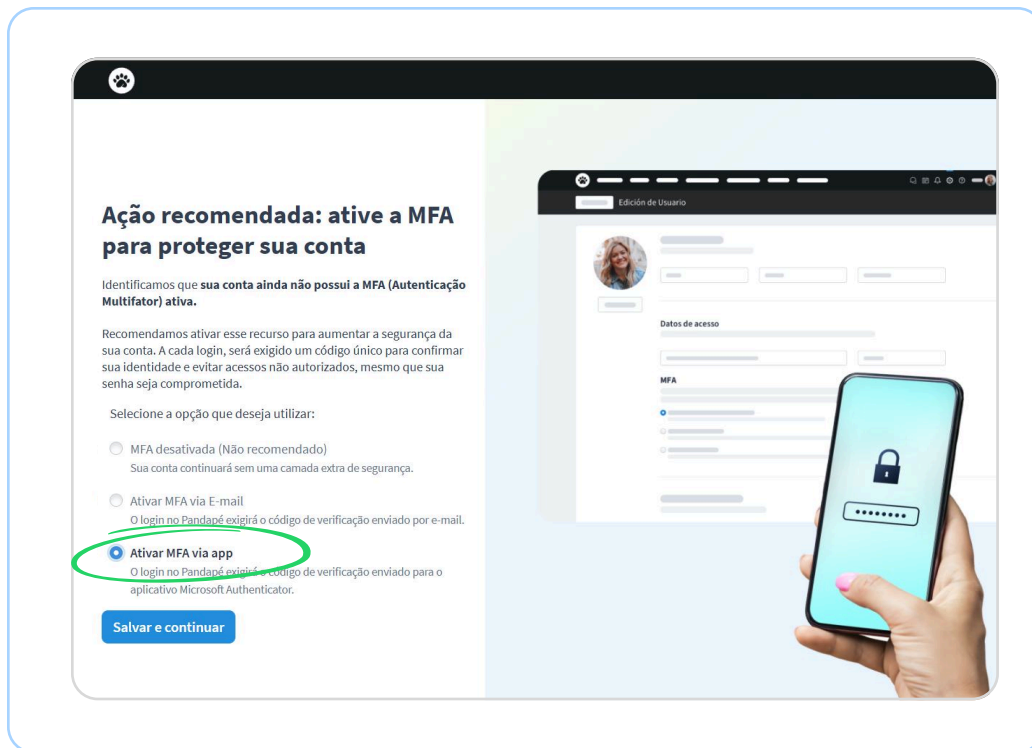 Ação recomendada: ative a MFA
para proteger sua conta
Identificamos que sua conta ainda não possui a MFA (Autenticação
Multifator) ativa.
Recomendamos ativar esse recurso para aumentar a segurança da
sua conta. A cada login, será exigido um código único para confirmar
sua identidade e evitar acessos não autorizados, mesmo que sua
senha seja comprometida.
Selecione a opção que deseja utilizar:
MFA desativada (Não recomendado)
Sua conta continuará sem uma camada extra de segurança.
Ativar MFA via E-mail
O login no Pandapé exigirá o código de verificação enviado por e-mail.
Ativar MFA via app
O login no Pandapé exigirá o código de verificação enviado para o
aplicativo Microsoft Authenticator.
Salvar e continuar
Edición de Usuario
Datos de acesso
MFA